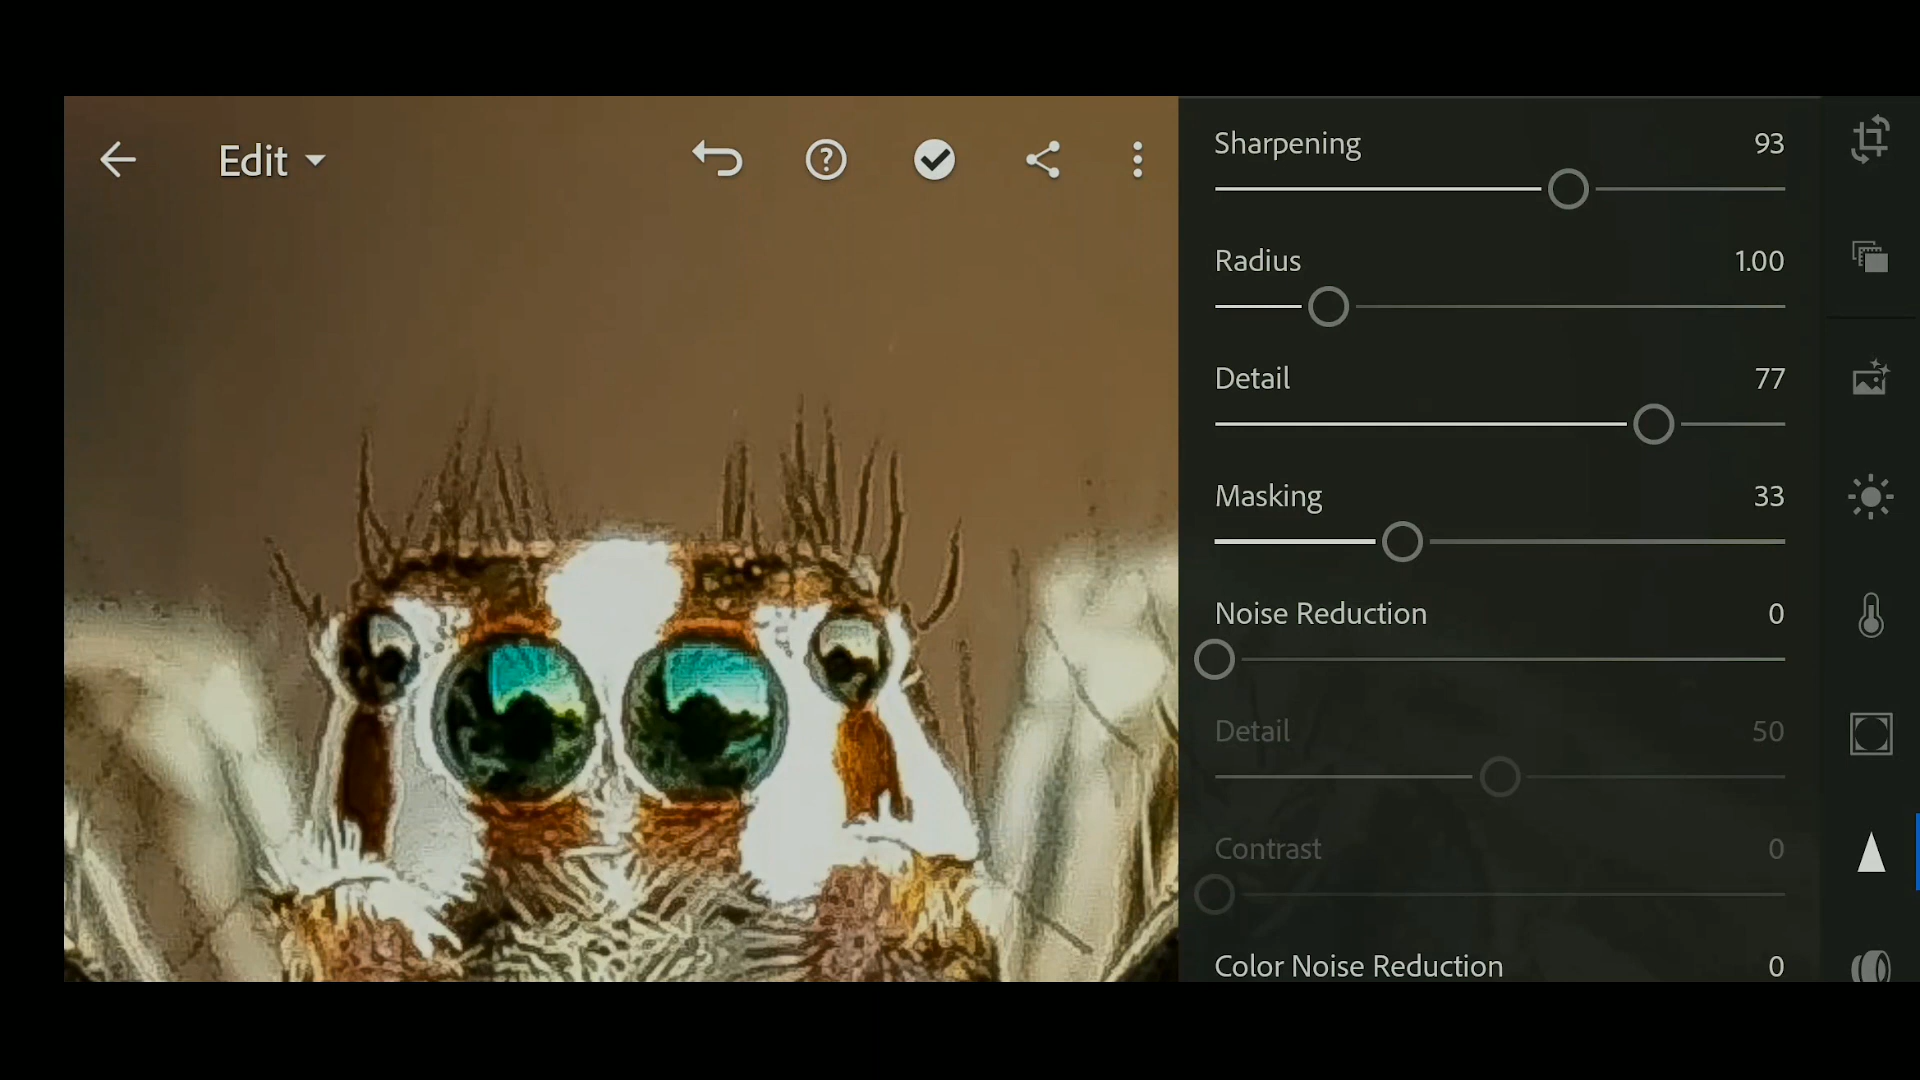 Edit
Sharpening 93
Radius 1.00
Detail 77
Masking 33
Noise Reduction 0
Detail 50
Contrast 0
Color Noise Reduction 0